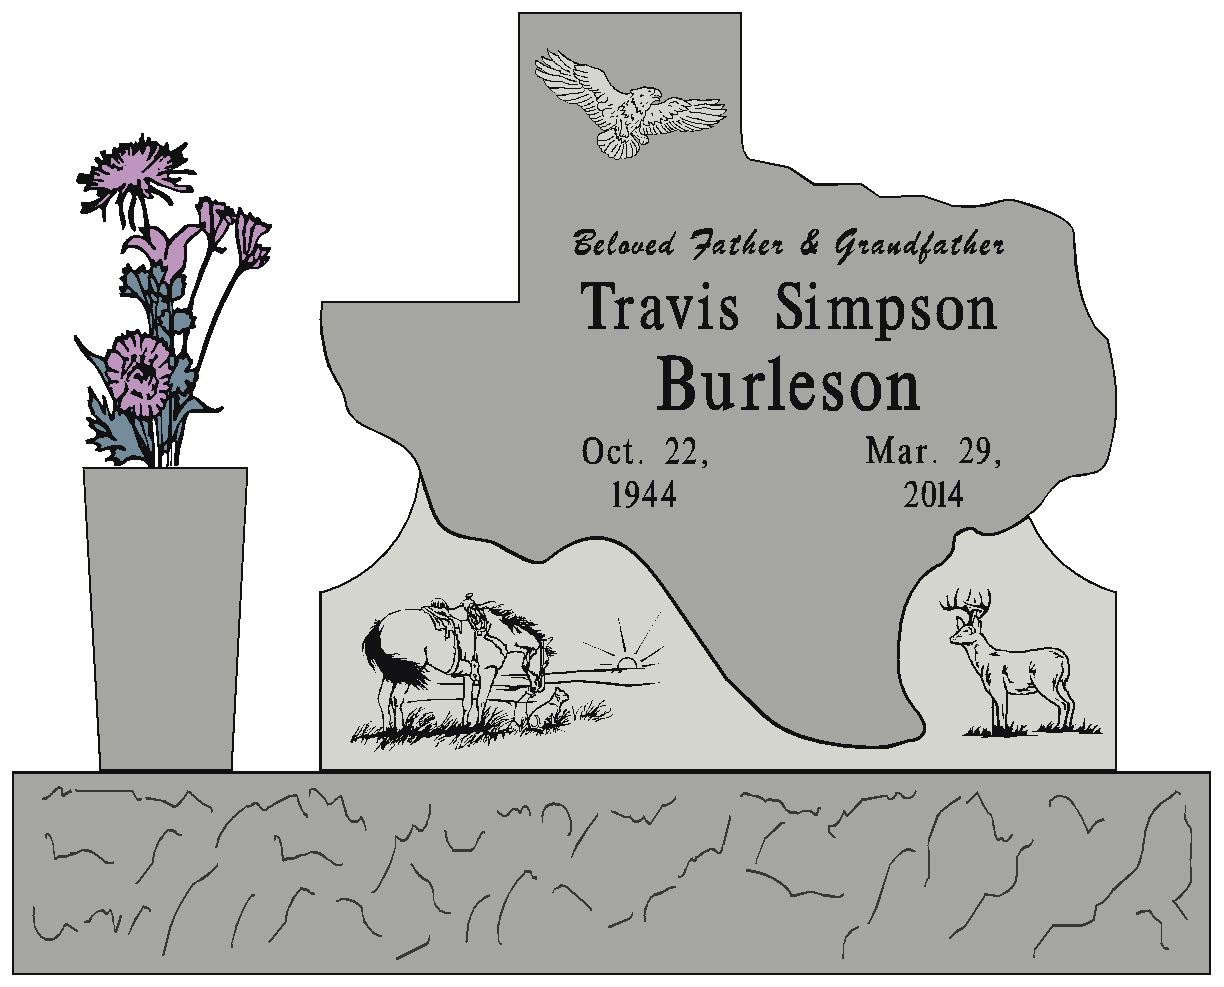 Beloved Father & Grandfather
Travis Simpson
Burleson
Oct. 22, Mar. 29,
1944 2014